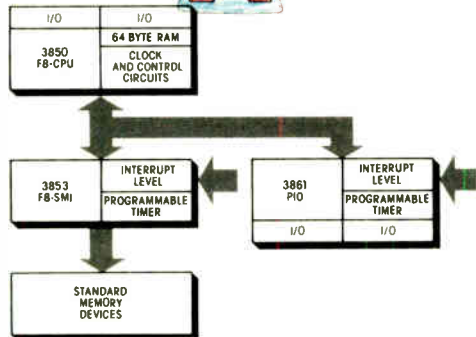 I/O
I/O
3850
F8-CPU
64 BYTE RAM
CLOCK
AND CONTROL
CIRCUITS
3853
F8-SMI
INTERRUPT
LEVEL
PROGRAMMABLE
TIMER
3861
PIO
INTERRUPT
LEVEL
PROGRAMMABLE
TIMER
I/O
I/O
STANDARD
MEMORY
DEVICES